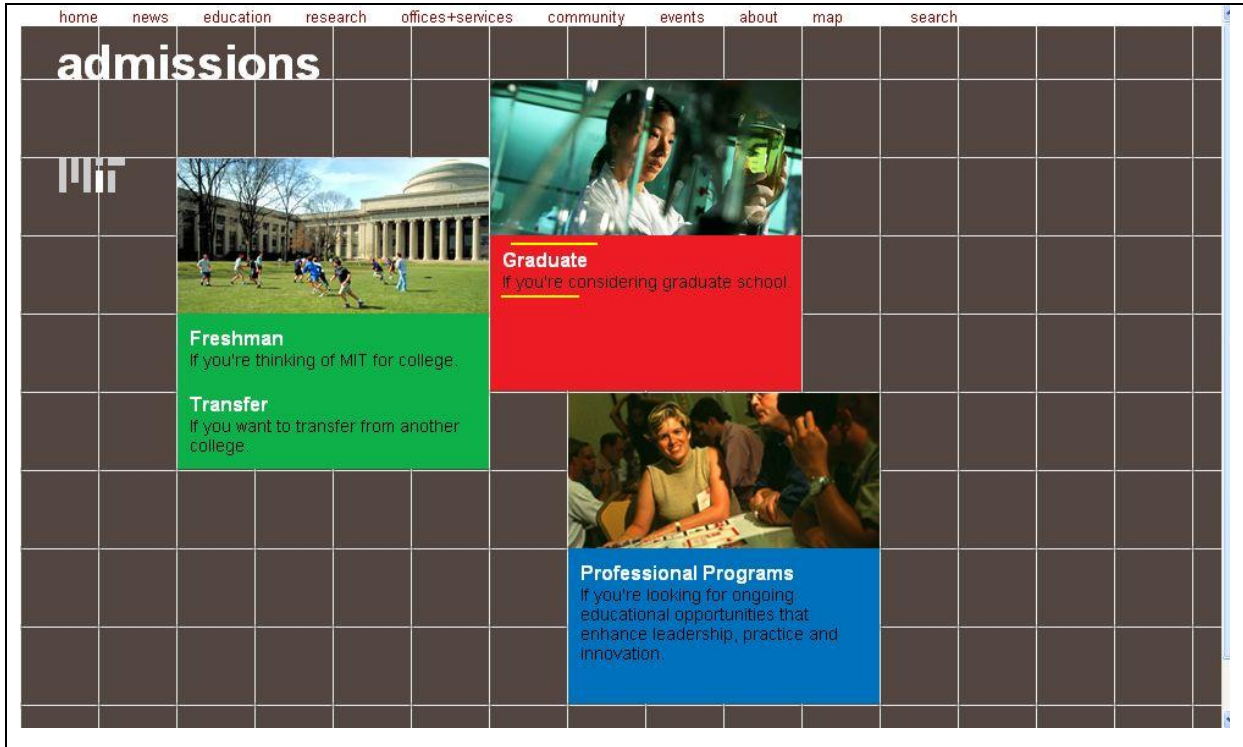 home news education research offices+services community events about map search
admissions
MIT
Graduate
If you're considering graduate school.
Freshman
If you're thinking of MIT for college.
Transfer
If you want to transfer from another
college.
Professional Programs
If you're looking for ongoing
educational opportunities that
enhance leadership, practice and
innovation.